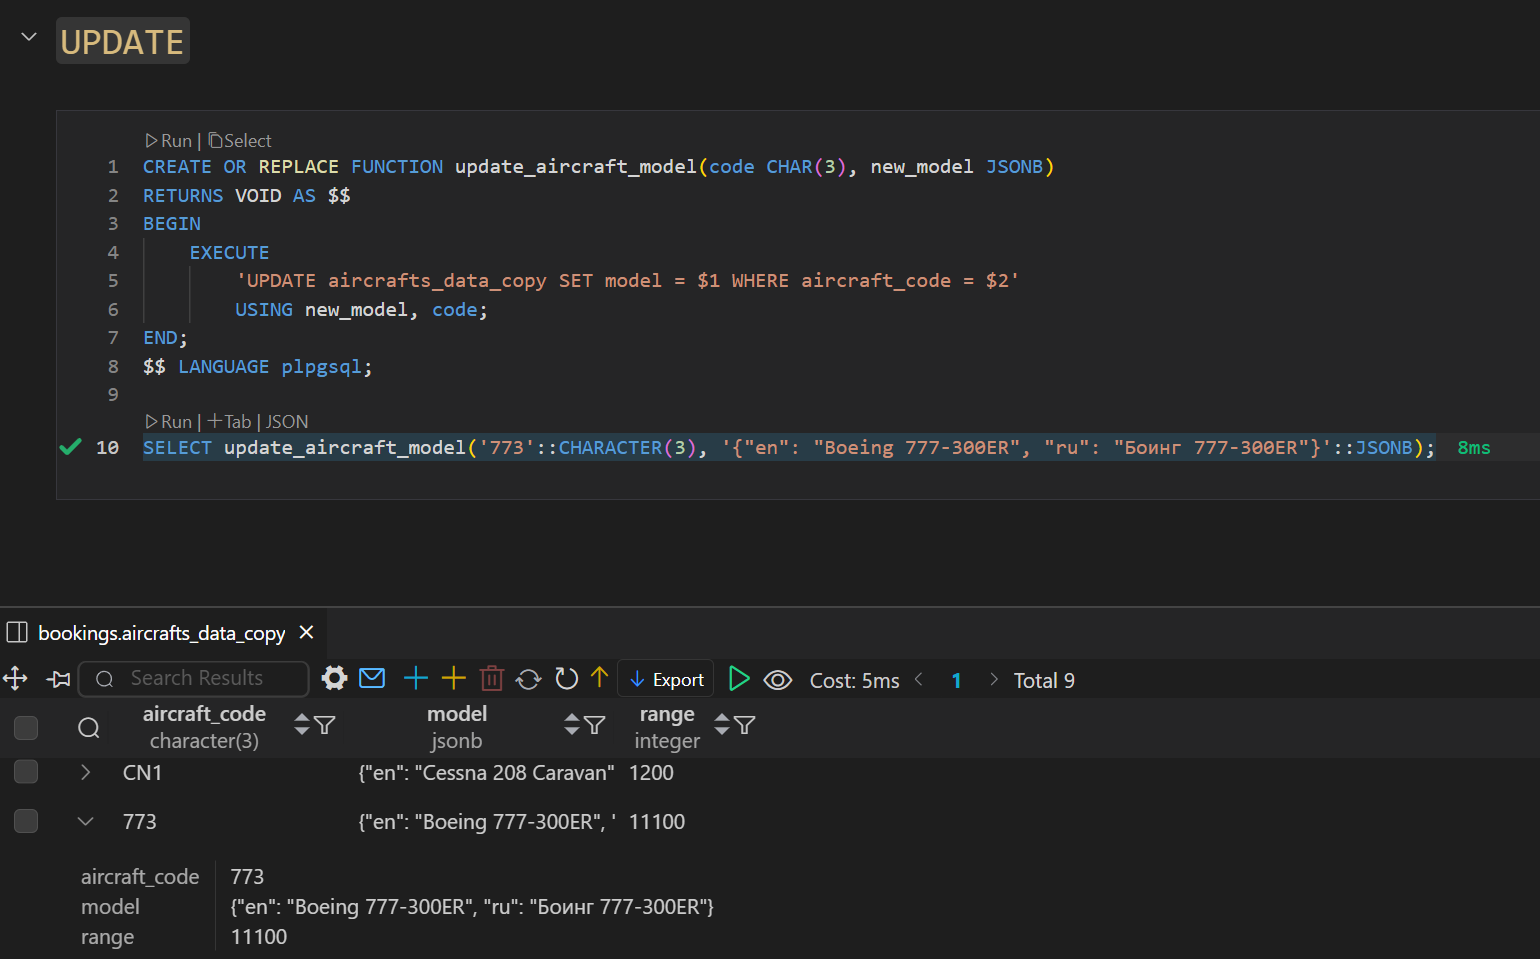 UPDATE
Run | Select
1 CREATE OR REPLACE FUNCTION update_aircraft_model(code CHAR(3), new_model JSONB)
2 RETURNS VOID AS $$
3 BEGIN
4 EXECUTE
5 'UPDATE aircrafts_data_copy SET model = $1 WHERE aircraft_code = $2'
6 USING new_model, code;
7 END;
8 $$ LANGUAGE plpgsql;
9
Run | Tab | JSON
10 SELECT update_aircraft_model('773'::CHARACTER(3), '{"en": "Boeing 777-300ER", "ru": "Боинг 777-300ER"}'::JSONB); 8ms
bookings.aircrafts_data_copy
Search Results Export Cost: 5ms 1 Total 9
aircraft_code model range
character(3) jsonb integer
CN1 {"en": "Cessna 208 Caravan" 1200
773 {"en": "Boeing 777-300ER", ' 11100
aircraft_code 773
model {"en": "Boeing 777-300ER", "ru": "Боинг 777-300ER"}
range 11100